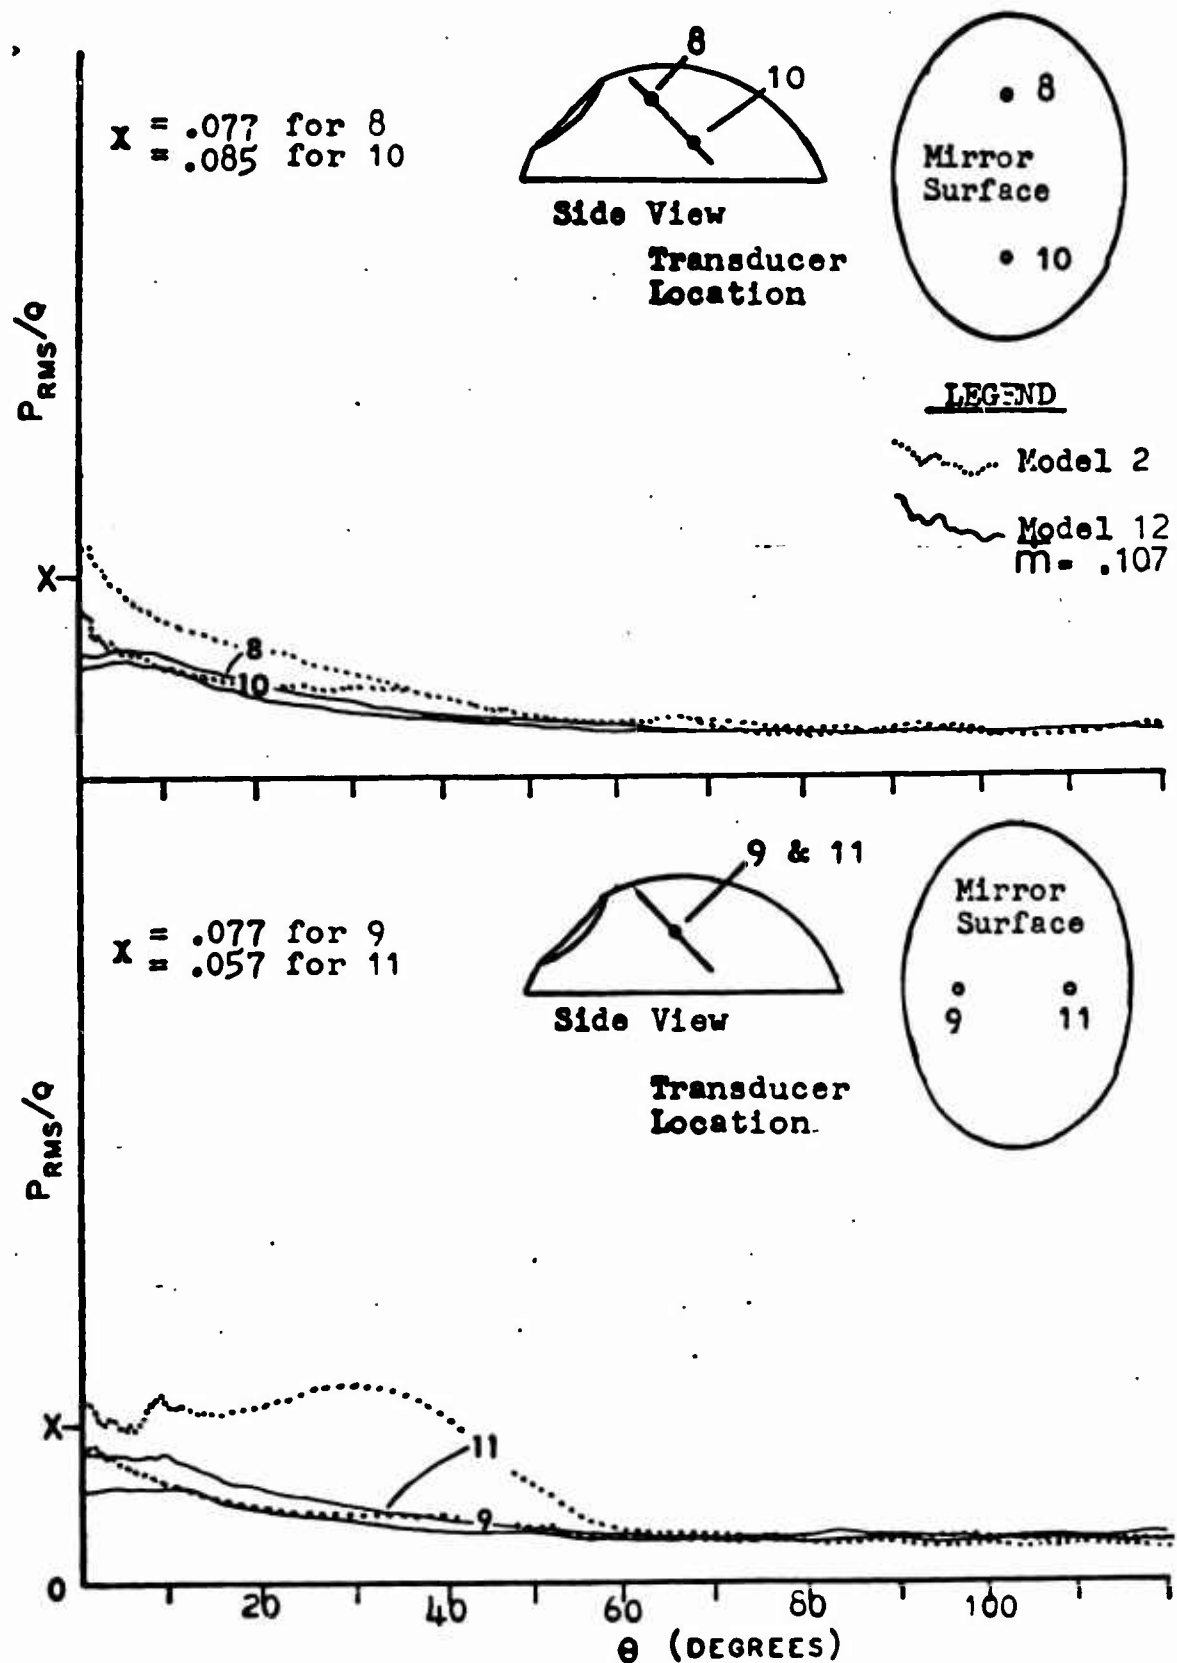 8
10
X = .077 for 8
= .085 for 10
Side View
Transducer
Location
8
Mirror
Surface
10
PRMS/Q
LEGEND
Model 2
Model 12
ṁ = .107
X
8
10
9 & 11
X = .077 for 9
= .057 for 11
Side View
Transducer
Location
Mirror
Surface
9
11
PRMS/Q
X
11
9
0
20
40
60
80
100
θ (DEGREES)